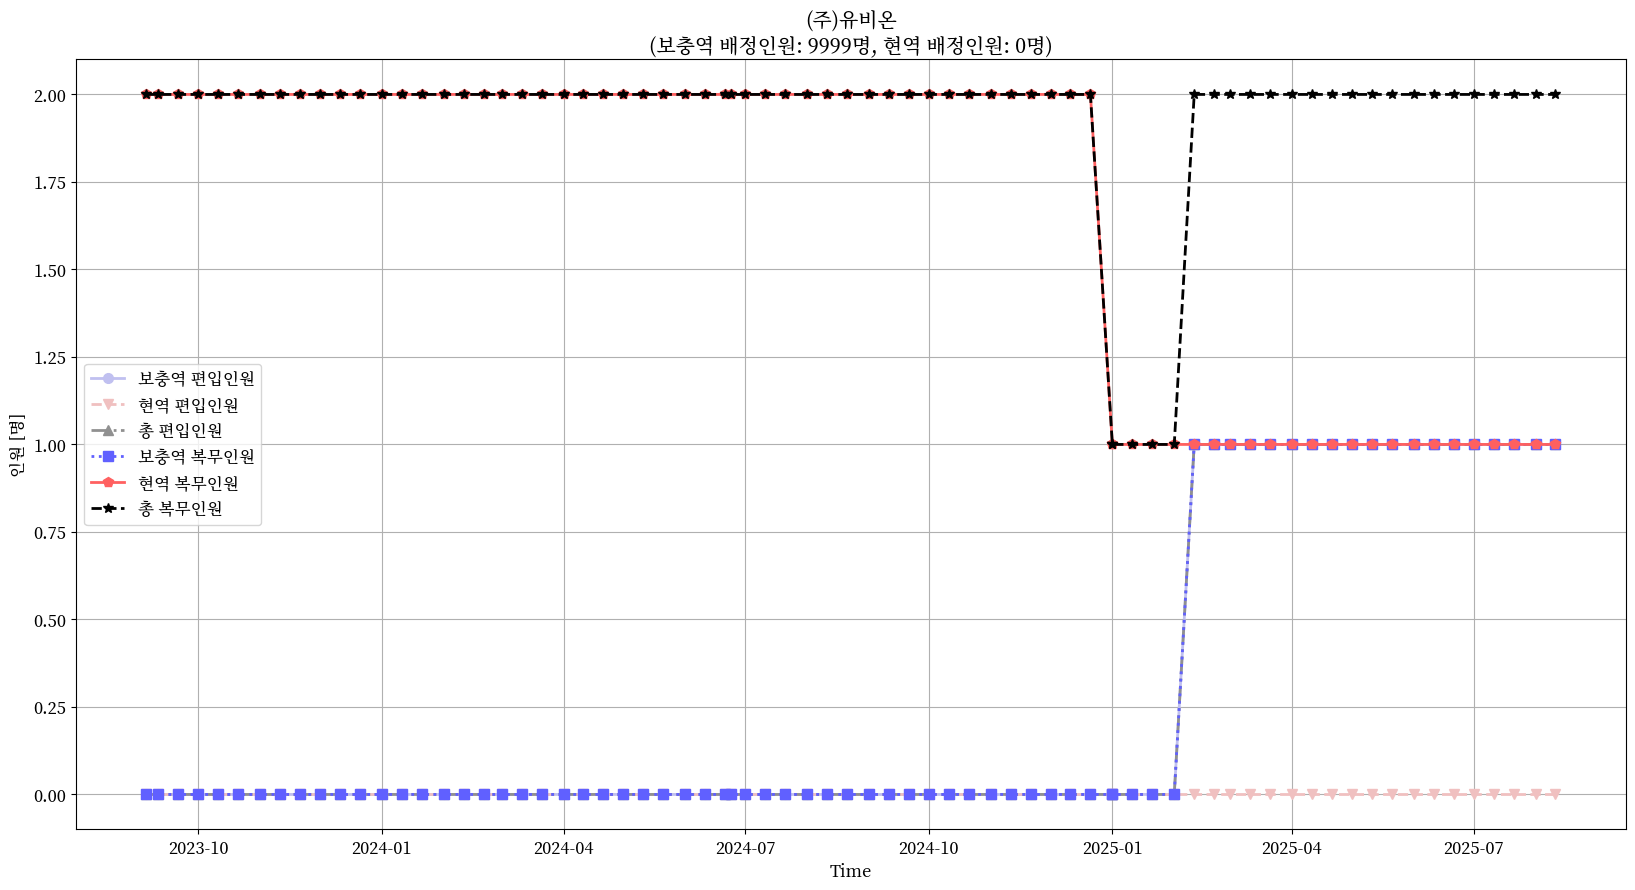 (주)유비온
(보충역 배정인원: 9999명, 현역 배정인원: 0명)
인원 [명]
2.00
1.75
1.50
1.25
1.00
0.75
0.50
0.25
0.00
보충역 편입인원
현역 편입인원
총 편입인원
보충역 복무인원
현역 복무인원
총 복무인원
2023-10
2024-01
2024-04
2024-07
2024-10
2025-01
2025-04
2025-07
Time